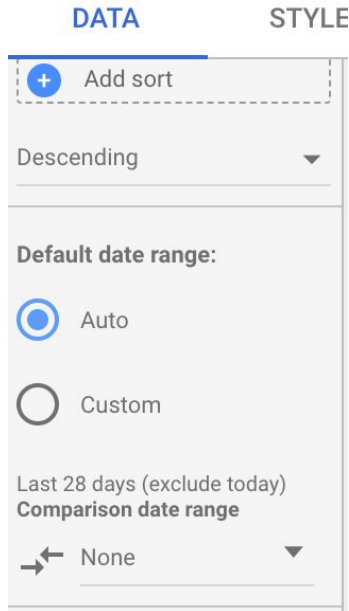 DATA STYLE
Add sort
Descending
Default date range:
Auto
Custom
Last 28 days (exclude today)
Comparison date range
None